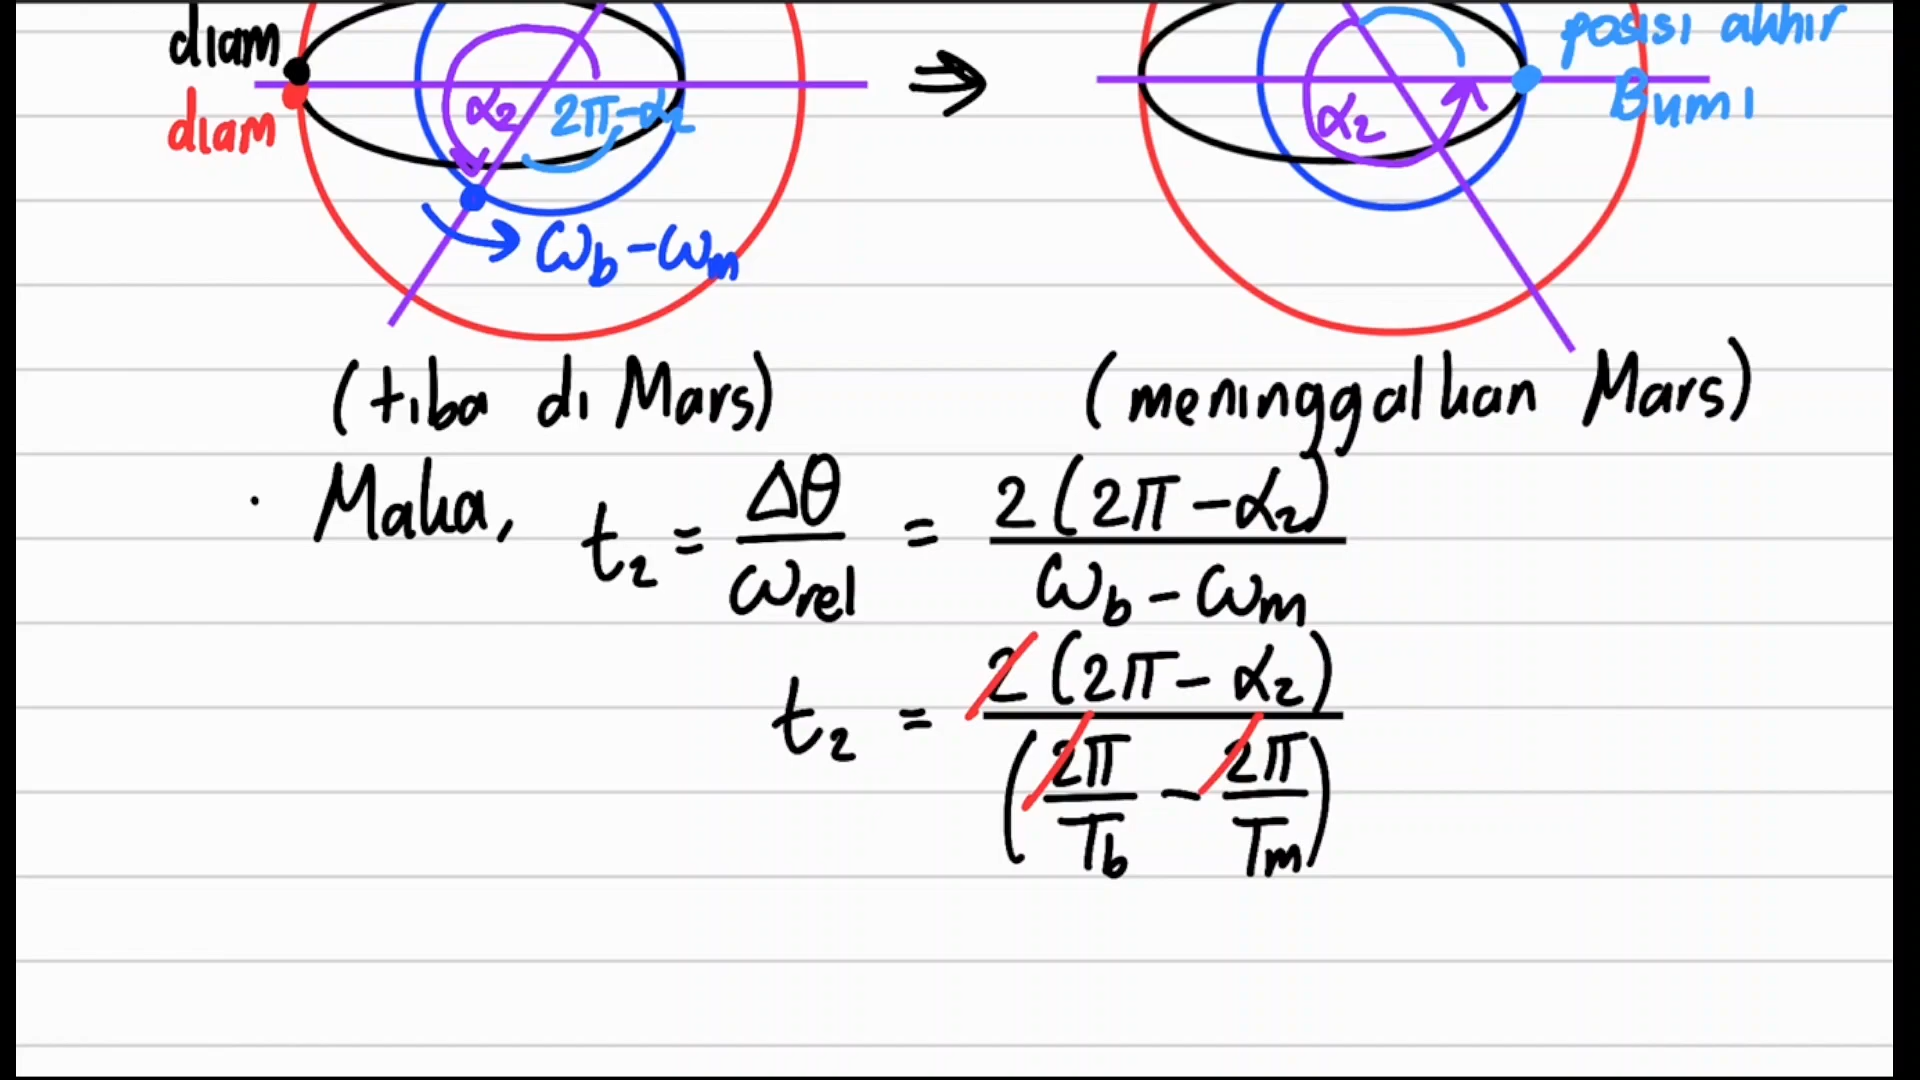 diam
diam
α₂
2π-α₂
ω_b-ω_m
posisi akhir
Bumi
α₂
(tiba di Mars)
(meninggalkan Mars)
· Maka, t₂ = Δθ/ω_rel = 2(2π-α₂)/(ω_b-ω_m)
t₂ = 2(2π-α₂)/(2π/T_b - 2π/T_m)